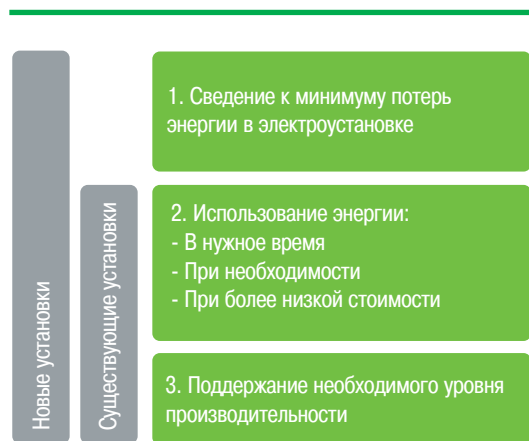 Новые установки
Существующие установки
1. Сведение к минимуму потерь
энергии в электроустановке
2. Использование энергии:
- В нужное время
- При необходимости
- При более низкой стоимости
3. Поддержание необходимого уровня
производительности